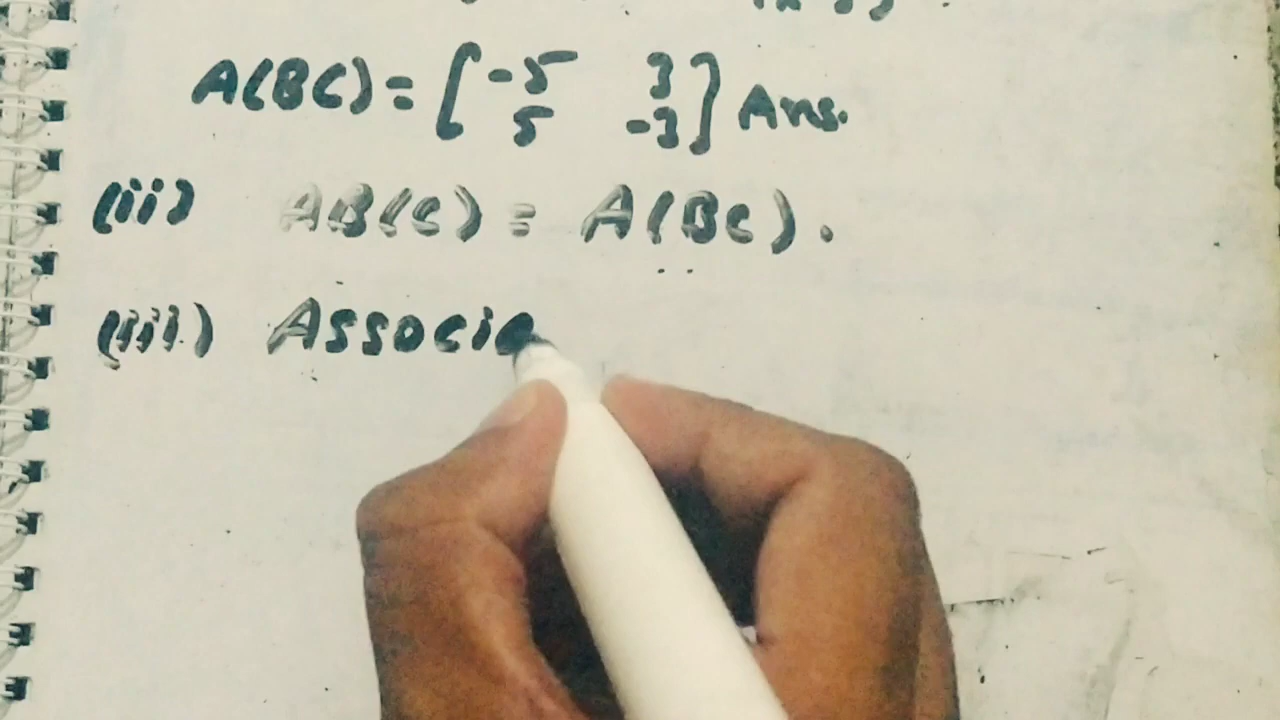 A(BC) = [-5 3
5 -3] Ans.
(ii) AB(C) = A(BC).
(iii) Associa